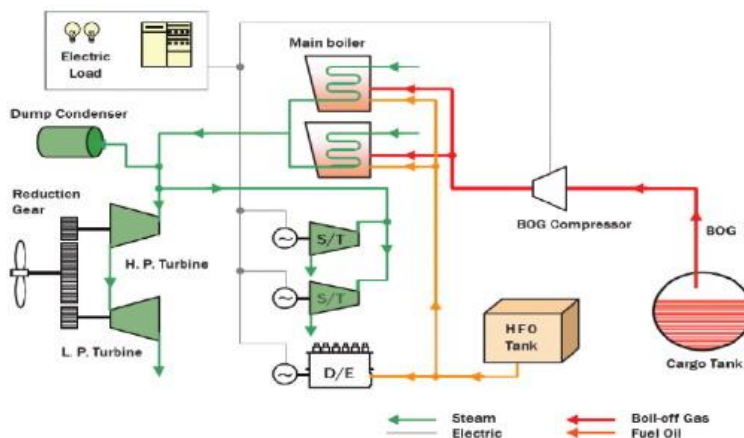 Electric
Load
Main boiler
Dump Condenser
Reduction
Gear
H. P. Turbine
L. P. Turbine
S/T
S/T
D/E
BOG Compressor
BOG
HFO
Tank
Cargo Tank
Steam
Electric
Boil-off Gas
Fuel Oil